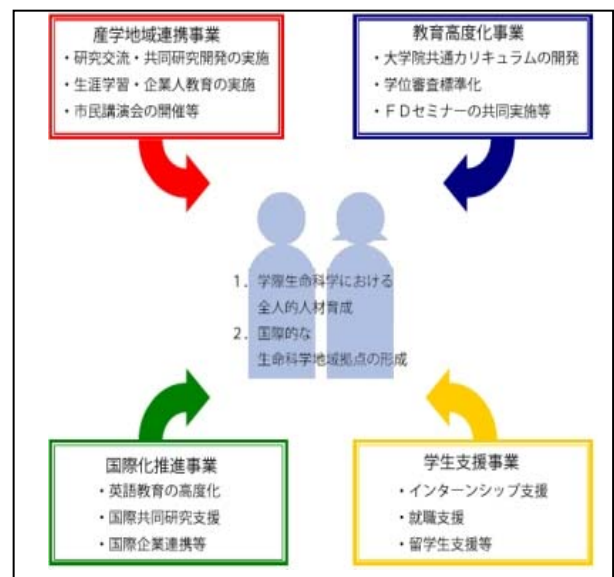 産学地域連携事業
・研究交流・共同研究開発の実施
・生涯学習・企業人教育の実施
・市民講演会の開催等
教育高度化事業
・大学院共通カリキュラムの開発
・学位審査標準化
・ＦＤセミナーの共同実施等
1．学際生命科学における
全人的人材育成
2．国際的な
生命科学地域拠点の形成
国際化推進事業
・英語教育の高度化
・国際共同研究支援
・国際企業連携等
学生支援事業
・インターンシップ支援
・就職支援
・留学生支援等